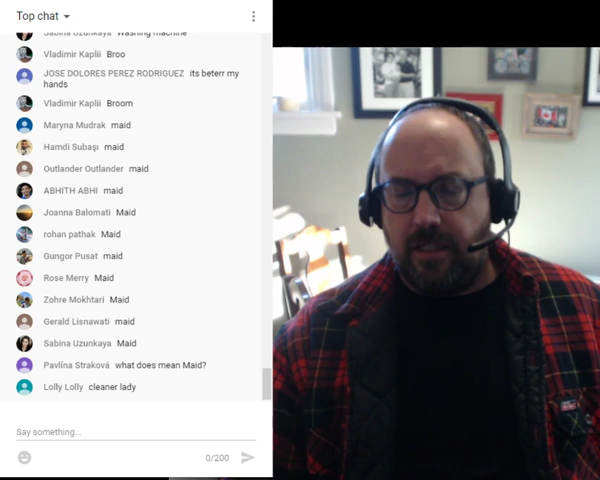 Top chat
Sabina Uzunkaya Washing machine
Vladimir Kaplii Broo
JOSE DOLORES PEREZ RODRIGUEZ its beterr my
hands
Vladimir Kaplii Broom
Maryna Mudrak maid
Hamdi Subaşı maid
Outlander Outlander maid
ABHITH ABHI maid
Joanna Balomati Maid
rohan pathak Maid
Gungor Pusat maid
Rose Merry Maid
Zohre Mokhtari Maid
Gerald Lisnawati maid
Sabina Uzunkaya Maid
Pavlína Straková what does mean Maid?
Lolly Lolly cleaner lady
Say something...
0/200